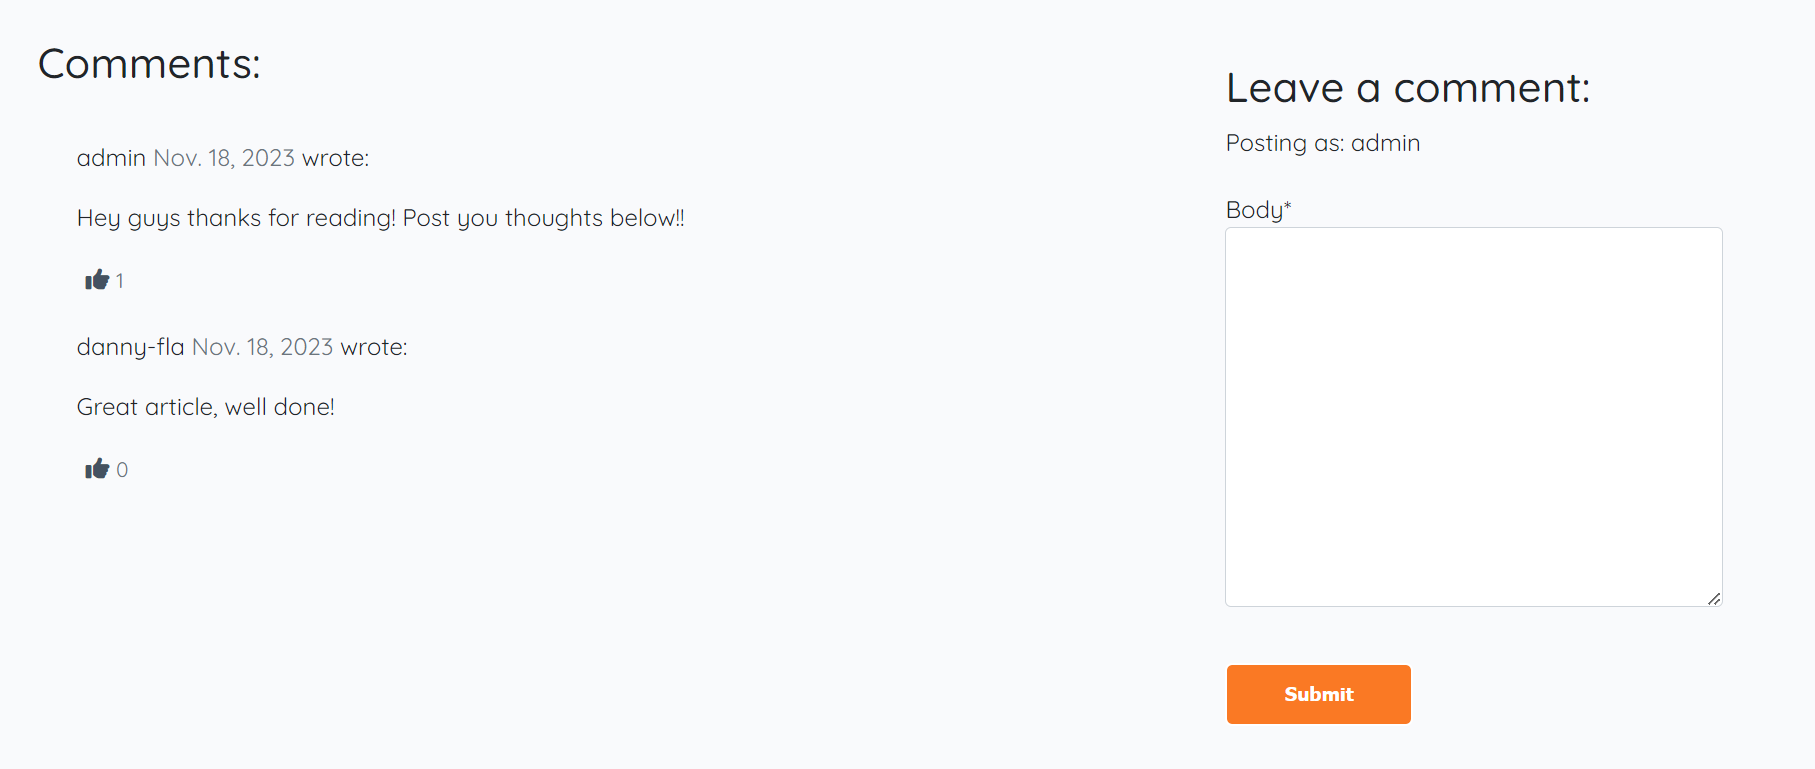 Comments:
admin Nov. 18, 2023 wrote:
Hey guys thanks for reading! Post you thoughts below!!
1
danny-fla Nov. 18, 2023 wrote:
Great article, well done!
0
Leave a comment:
Posting as: admin
Body*
Submit